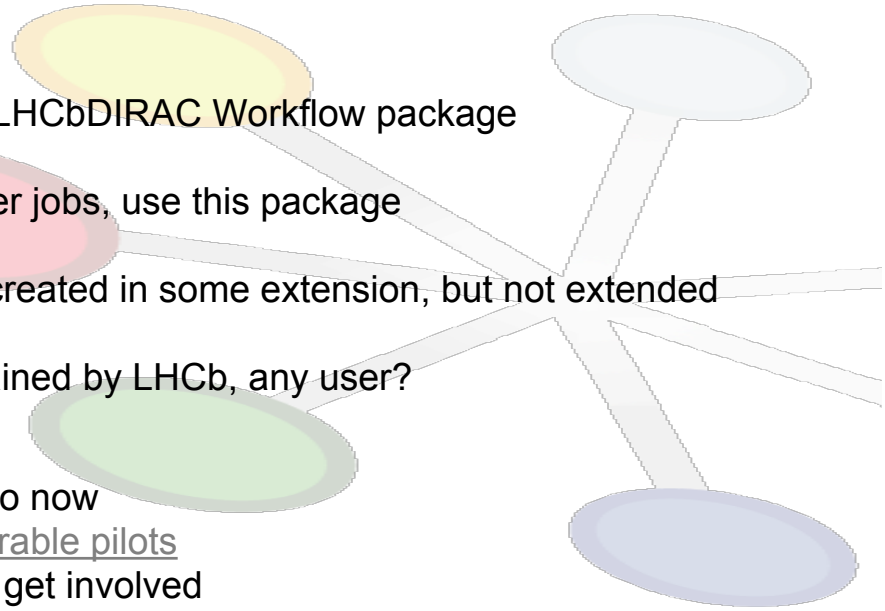 LHCbDIRAC Workflow package
er jobs, use this package
created in some extension, but not extended
ined by LHCb, any user?
o now
rable pilots
get involved